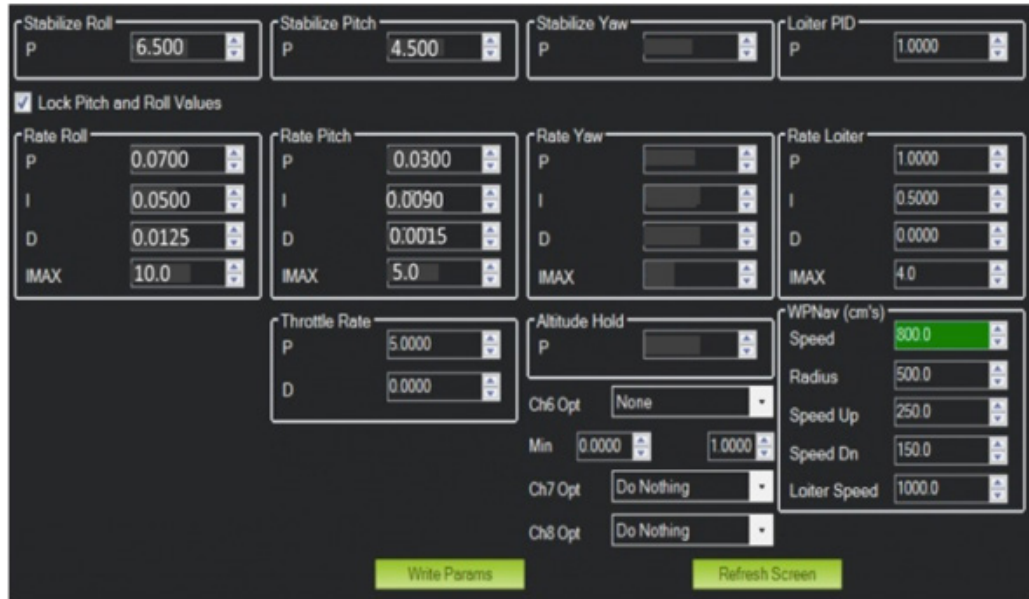 Stabilize Roll Stabilize Pitch Stabilize Yaw Loiter PID
P 6.500 P 4.500 P P 1.0000
Lock Pitch and Roll Values
Rate Roll Rate Pitch Rate Yaw Rate Loiter
P 0.0700 P 0.0300 P P 1.0000
I 0.0500 I 0.0090 I I 0.5000
D 0.0125 D 0.0015 D D 0.0000
IMAX 10.0 IMAX 5.0 IMAX IMAX 4.0
Throttle Rate Altitude Hold WPNav (cm's)
P 5.0000 P Speed 800.0
D 0.0000 Radius 500.0
Ch6 Opt None Speed Up 250.0
Min 0.0000 1.0000 Speed Dn 150.0
Ch7 Opt Do Nothing Loiter Speed 1000.0
Ch8 Opt Do Nothing
Write Params Refresh Screen